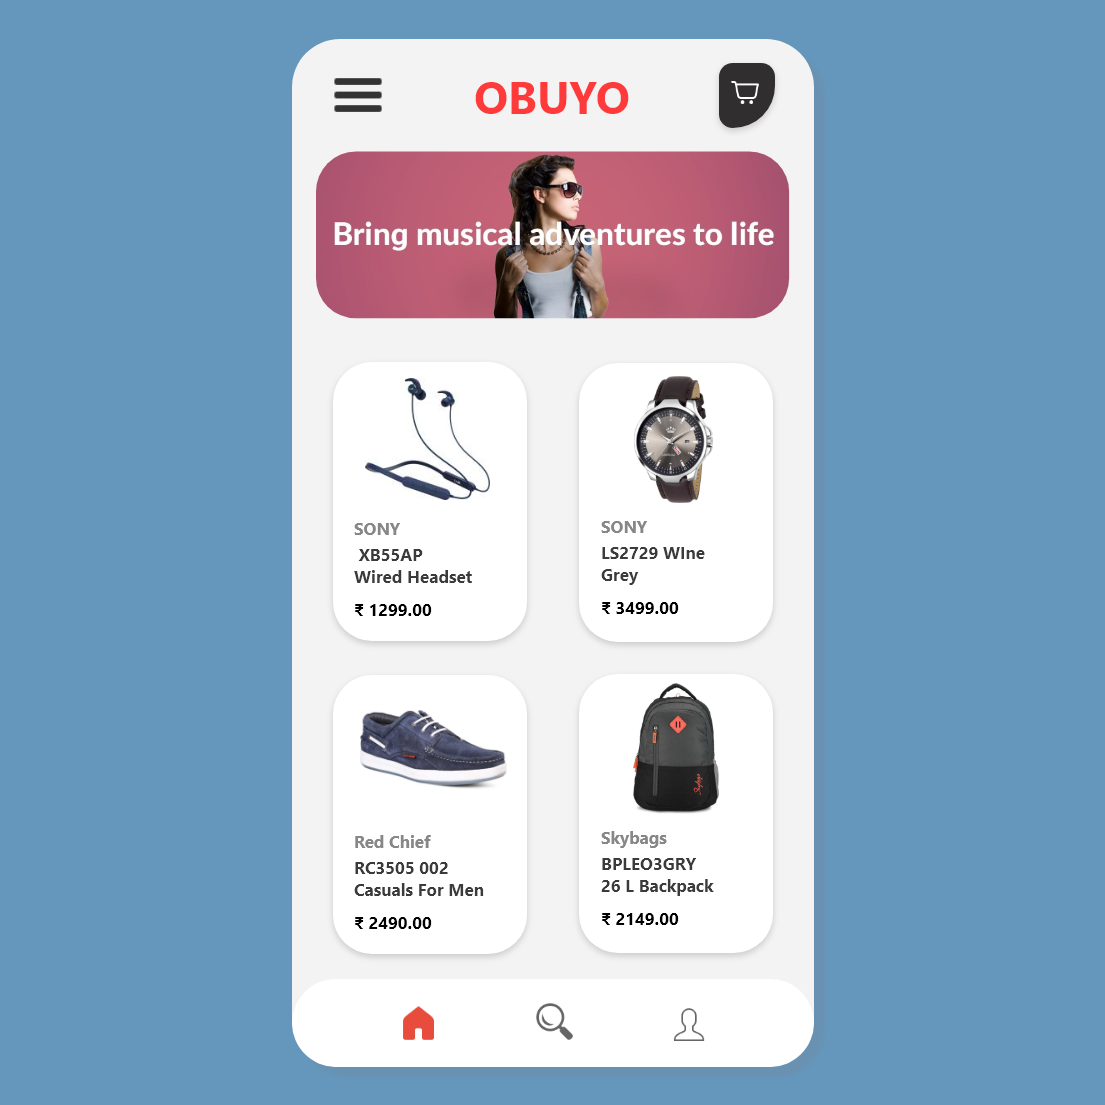 OBUYO
Bring musical adventures to life
SONY
XB55AP
Wired Headset
₹ 1299.00
SONY
LS2729 WIne
Grey
₹ 3499.00
Red Chief
RC3505 002
Casuals For Men
₹ 2490.00
Skybags
Skybags
BPLEO3GRY
26 L Backpack
₹ 2149.00